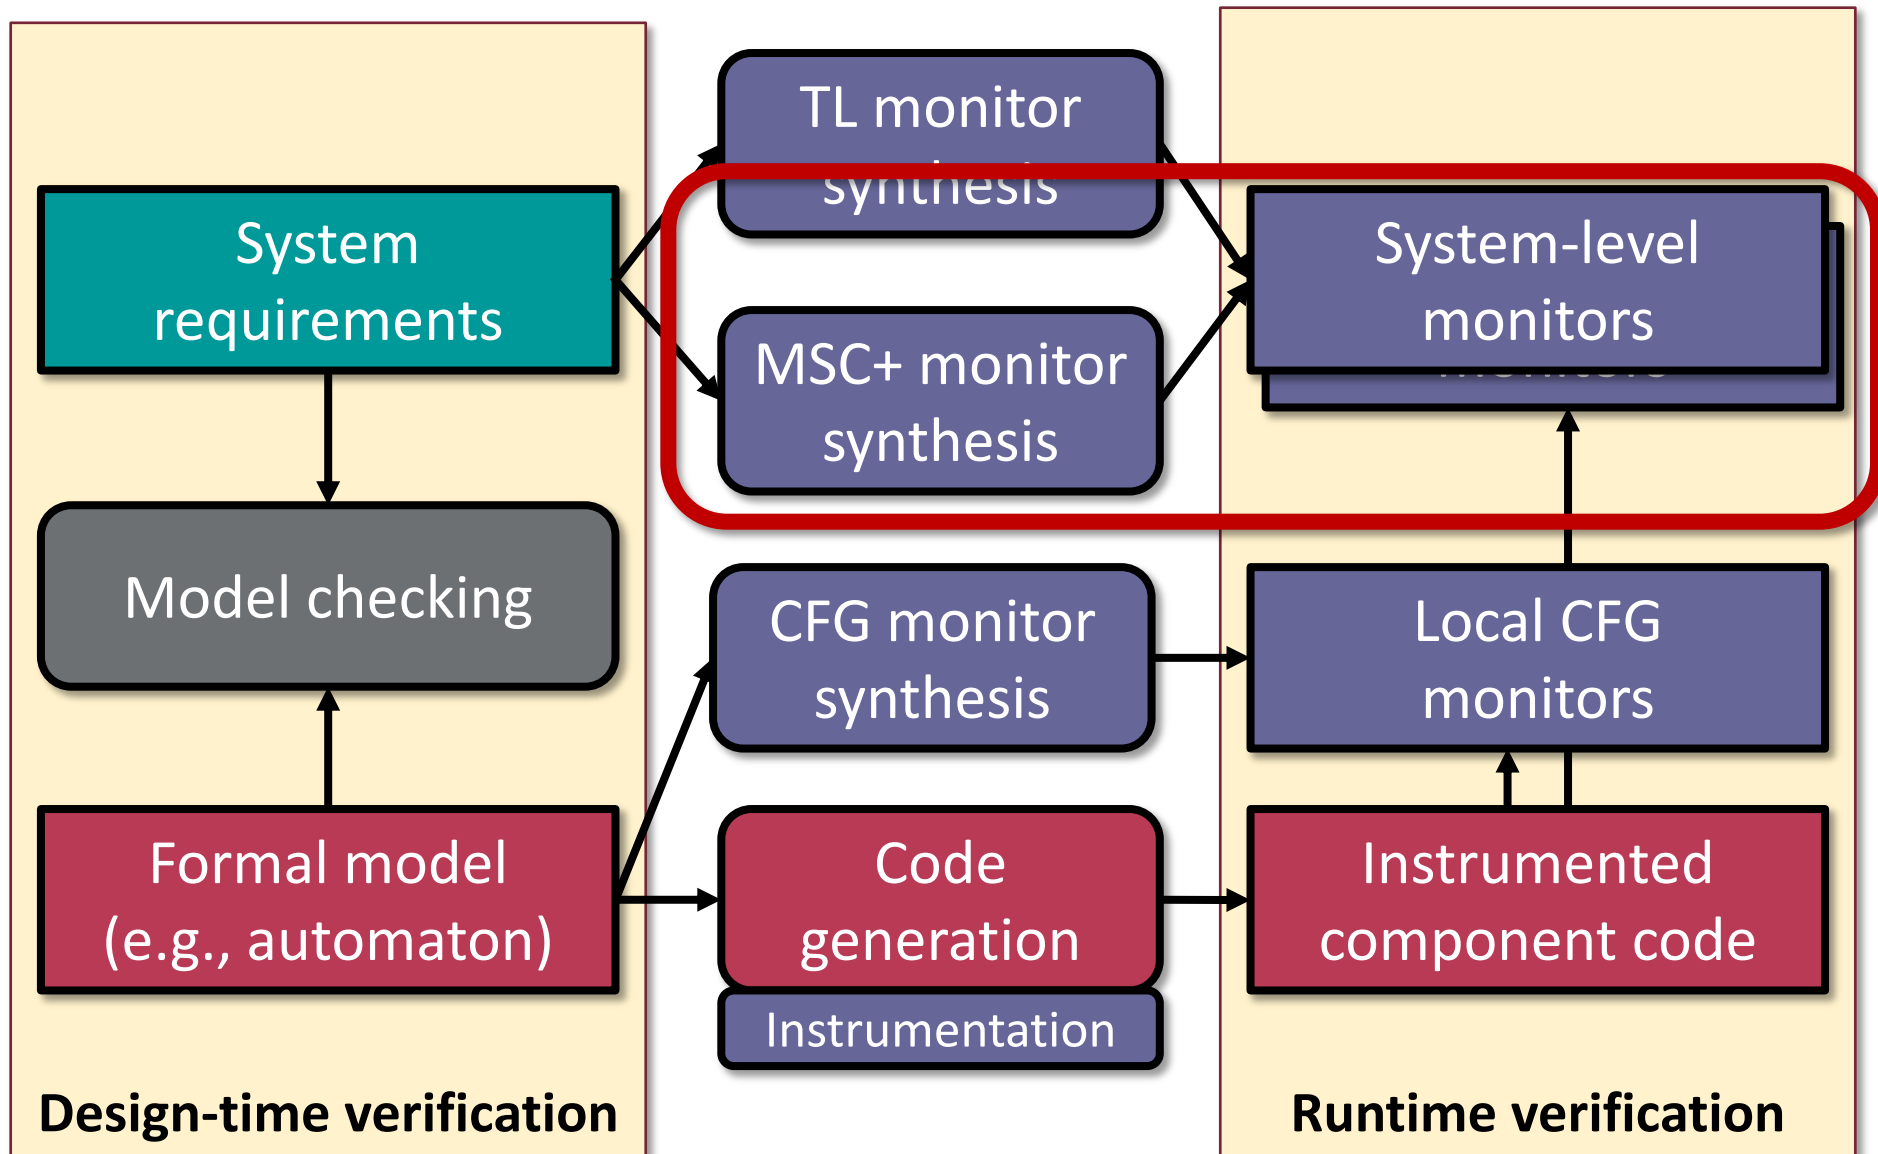 TL monitor
synthesis
System
requirements
System-level
monitors
monitors
MSC+ monitor
synthesis
Model checking
CFG monitor
synthesis
Local CFG
monitors
Formal model
(e.g., automaton)
Code
generation
Instrumented
component code
Instrumentation
Design-time verification
Runtime verification